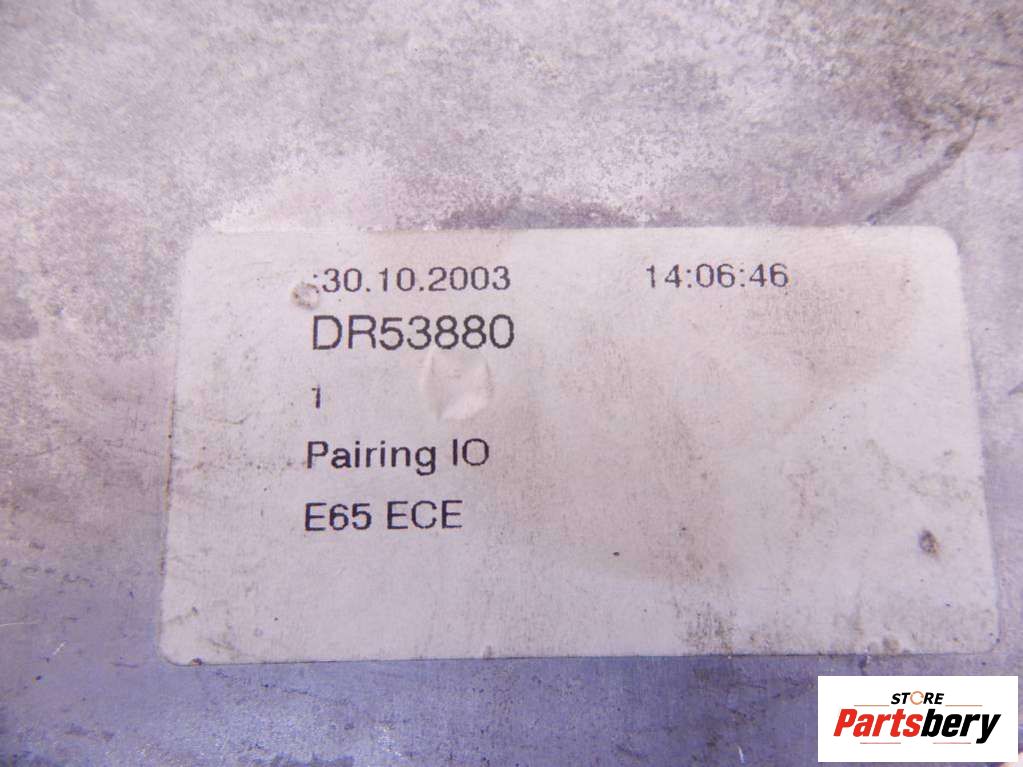 :30.10.2003 14:06:46
DR53880
1
Pairing IO
E65 ECE
STORE
Partsbery